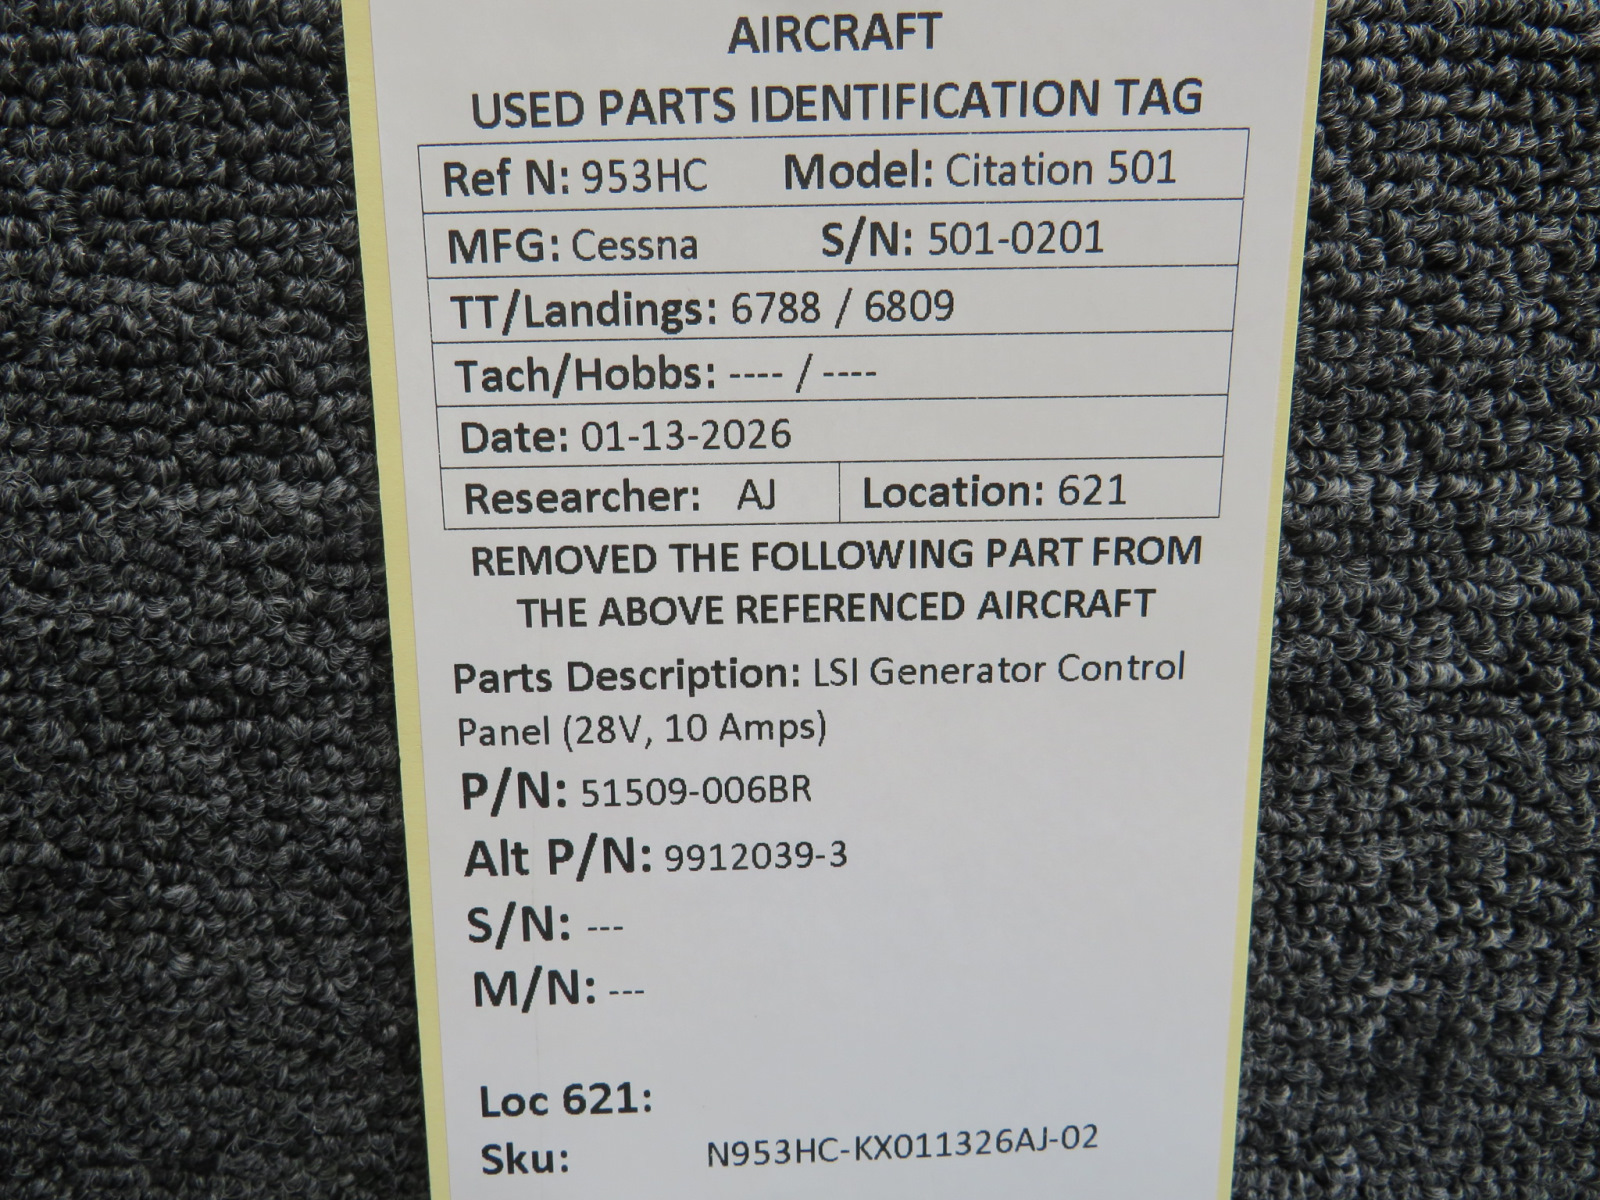 AIRCRAFT
USED PARTS IDENTIFICATION TAG
Ref N: 953HC Model: Citation 501
MFG: Cessna S/N: 501-0201
TT/Landings: 6788 / 6809
Tach/Hobbs: ---- / ----
Date: 01-13-2026
Researcher: AJ Location: 621
REMOVED THE FOLLOWING PART FROM
THE ABOVE REFERENCED AIRCRAFT
Parts Description: LSI Generator Control
Panel (28V, 10 Amps)
P/N: 51509-006BR
Alt P/N: 9912039-3
S/N: ---
M/N: ---
Loc 621:
Sku: N953HC-KX011326AJ-02